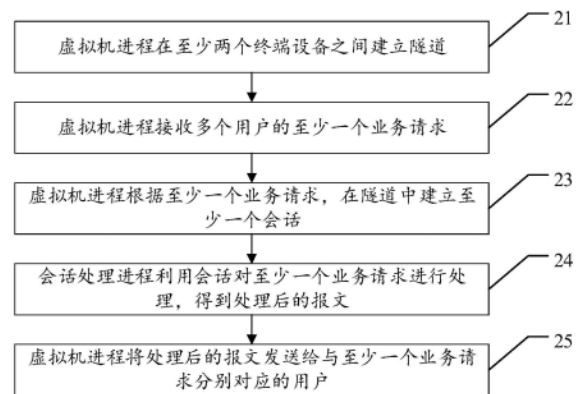 虚拟机进程在至少两个终端设备之间建立隧道
21
虚拟机进程接收多个用户的至少一个业务请求
22
虚拟机进程根据至少一个业务请求，在隧道中建立至
少一个会话
23
会话处理进程利用会话对至少一个业务请求进行处
理，得到处理后的报文
24
虚拟机进程将处理后的报文发送给与至少一个业务请
求分别对应的用户
25